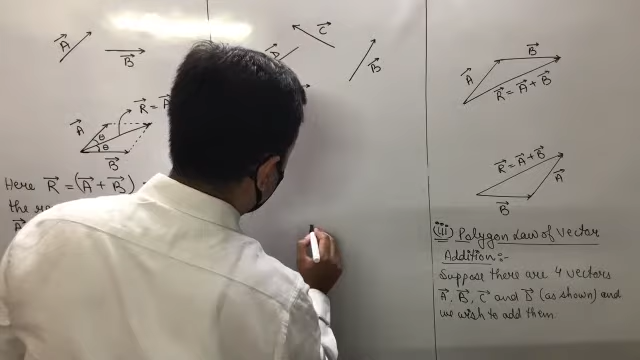 A⃗
B⃗
A⃗
B⃗
R⃗ = A⃗
θ
θ
Here R⃗ = (A⃗ + B⃗)
the
A⃗
C⃗
A⃗
B⃗
B⃗
A⃗
R⃗ = A⃗ + B⃗
R⃗ = A⃗ + B⃗
A⃗
B⃗
(iii) Polygon Law of Vector
Addition:-
Suppose there are 4 vectors
A⃗, B⃗, C⃗ and D⃗ (as shown) and
we wish to add them